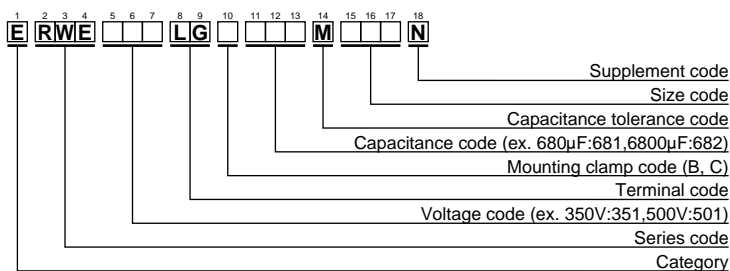 1 2 3 4 5 6 7 8 9 10 11 12 13 14 15 16 17 18
E R W E L G M N
Supplement code
Size code
Capacitance tolerance code
Capacitance code (ex. 680μF:681,6800μF:682)
Mounting clamp code (B, C)
Terminal code
Voltage code (ex. 350V:351,500V:501)
Series code
Category